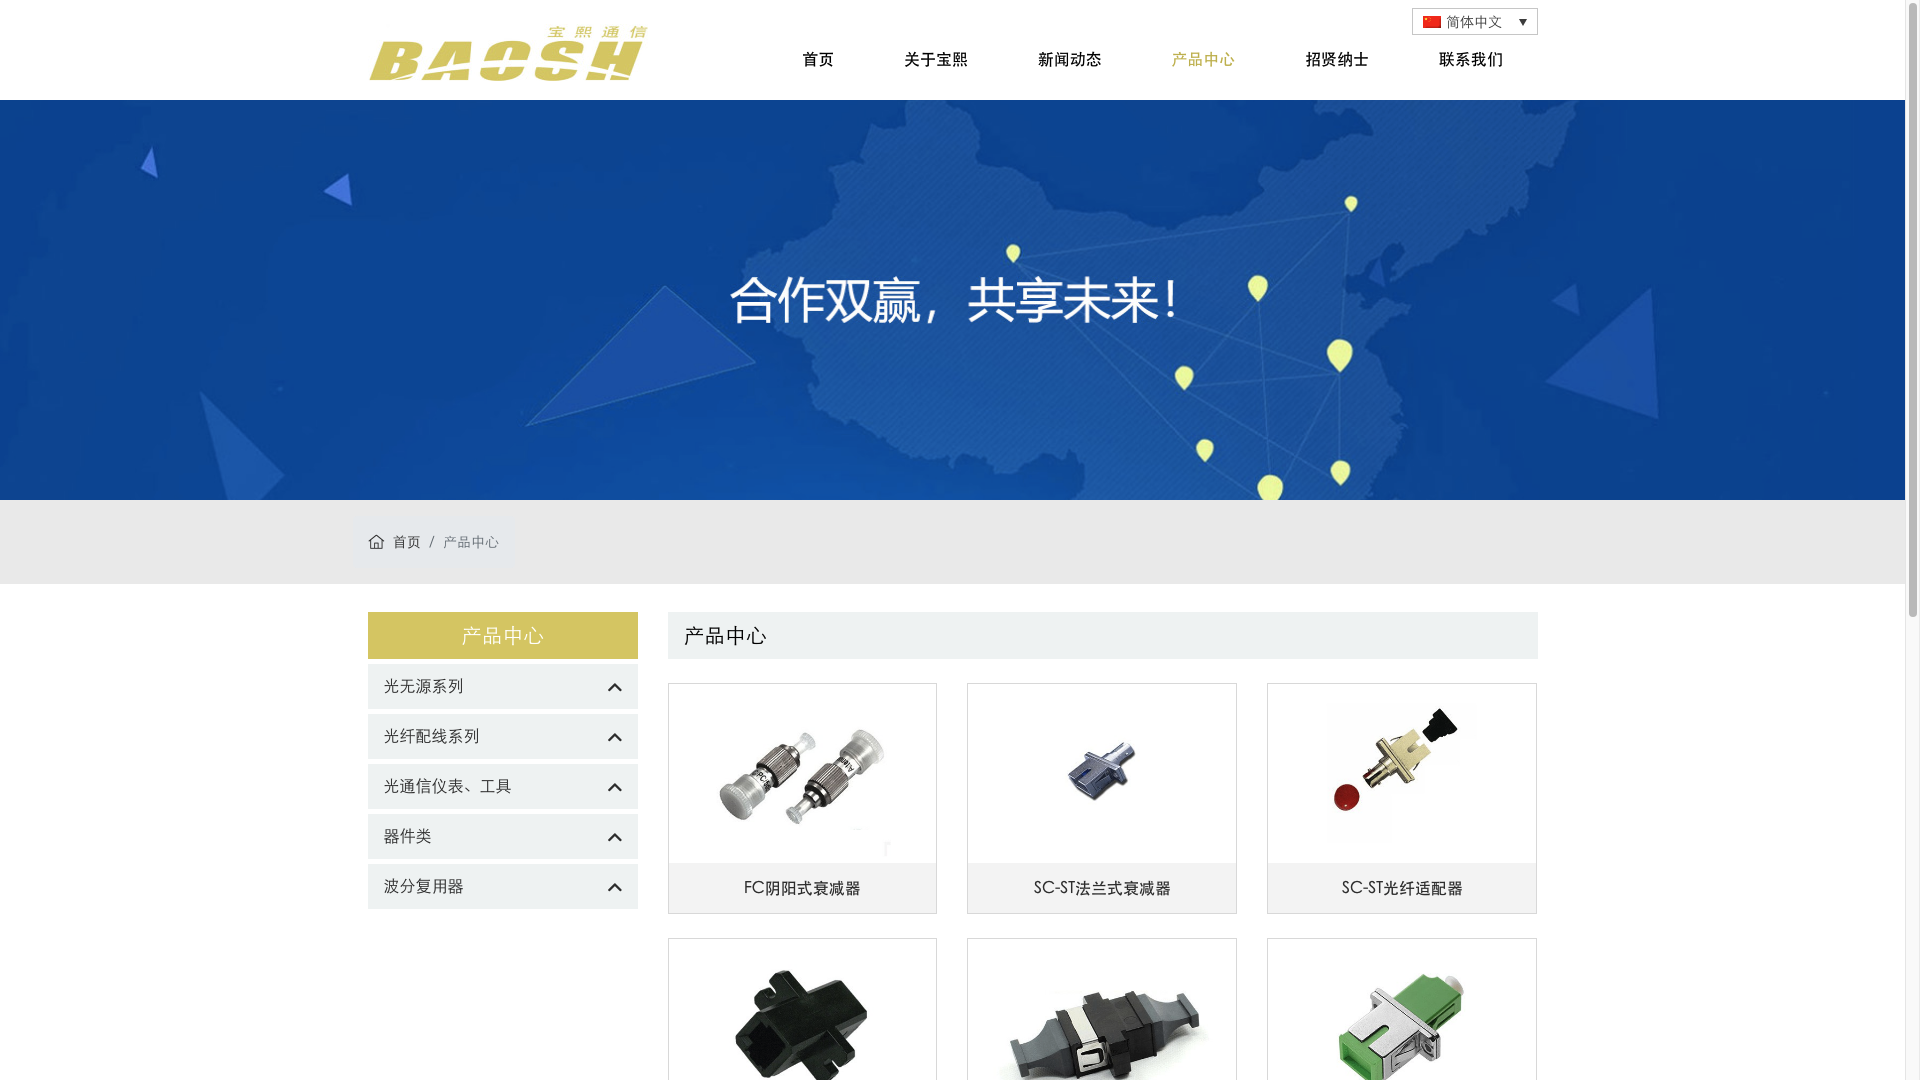 宝熙通信
BAOSH
简体中文
首页
关于宝熙
新闻动态
产品中心
招贤纳士
联系我们
合作双赢，共享未来！
首页 / 产品中心
产品中心
光无源系列
光纤配线系列
光通信仪表、工具
器件类
波分复用器
产品中心
FC阴阳式衰减器
SC-ST法兰式衰减器
SC-ST光纤适配器